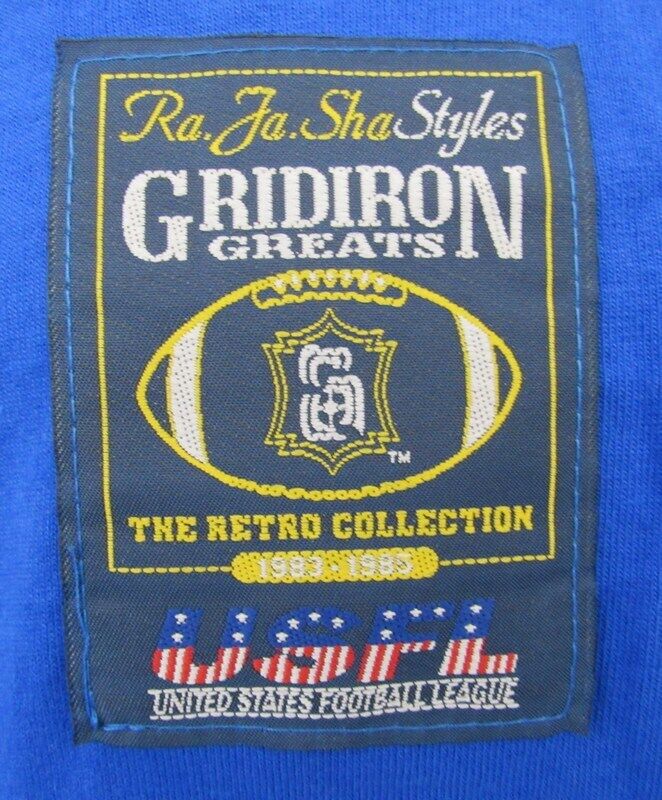 Ra.Ja.Sha Styles
GRIDIRON
GREATS
TM
THE RETRO COLLECTION
1983-1985
USFL
UNITED STATES FOOTBALL LEAGUE